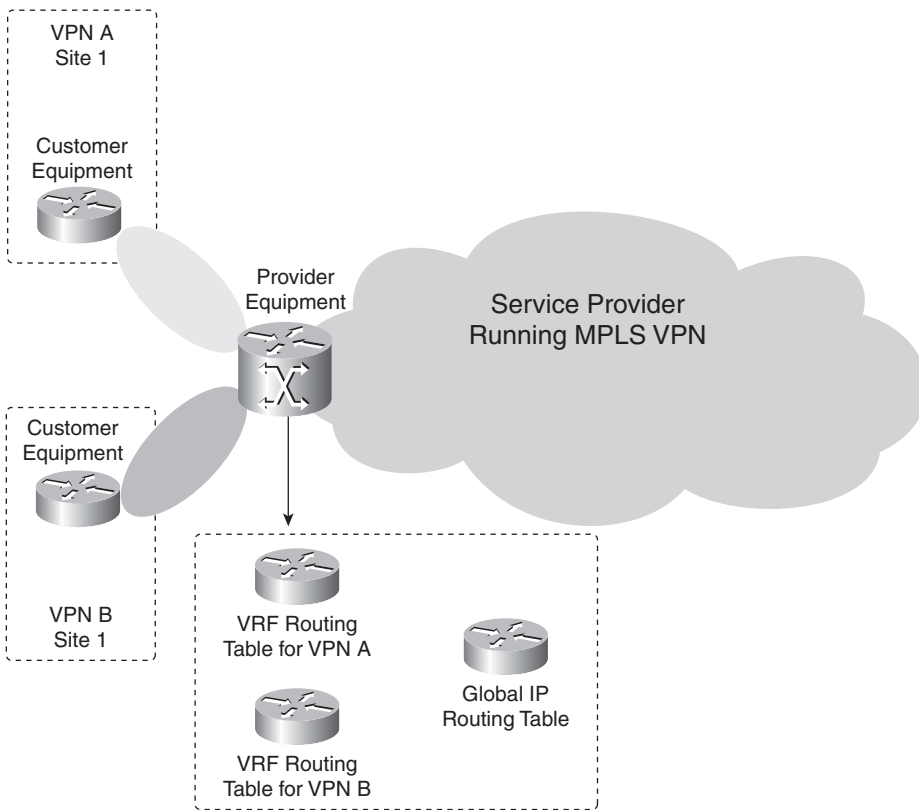 VPN A
Site 1
Customer
Equipment
Provider
Equipment
Service Provider
Running MPLS VPN
Customer
Equipment
VPN B
Site 1
VRF Routing
Table for VPN A
Global IP
Routing Table
VRF Routing
Table for VPN B